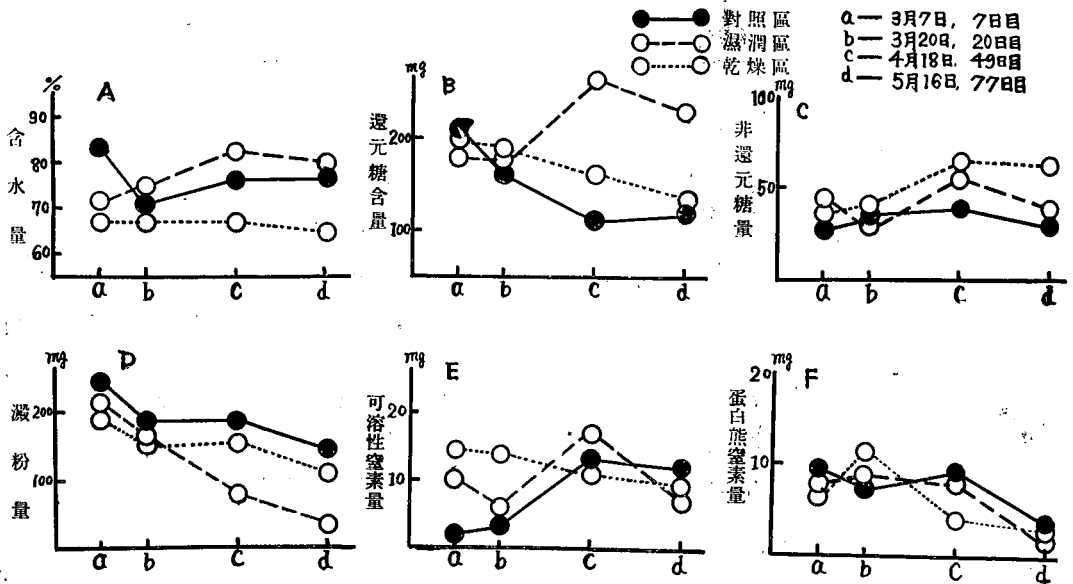 對照區
濕潤區
乾燥區
a — 3月7日, 7日目
b — 3月20日, 20日目
c — 4月18日, 49日目
d — 5月16日, 77日目
A
%
90
80
70
60
含水量
a b c d
B
mg
200
100
還元糖含量
a b c d
C
100 mg
50
非還元糖量
a b c d
D
mg
200
100
澱粉量
a b c d
E
mg
20
10
可溶性窒素量
a b c d
F
20 mg
10
蛋白態窒素量
a b c d